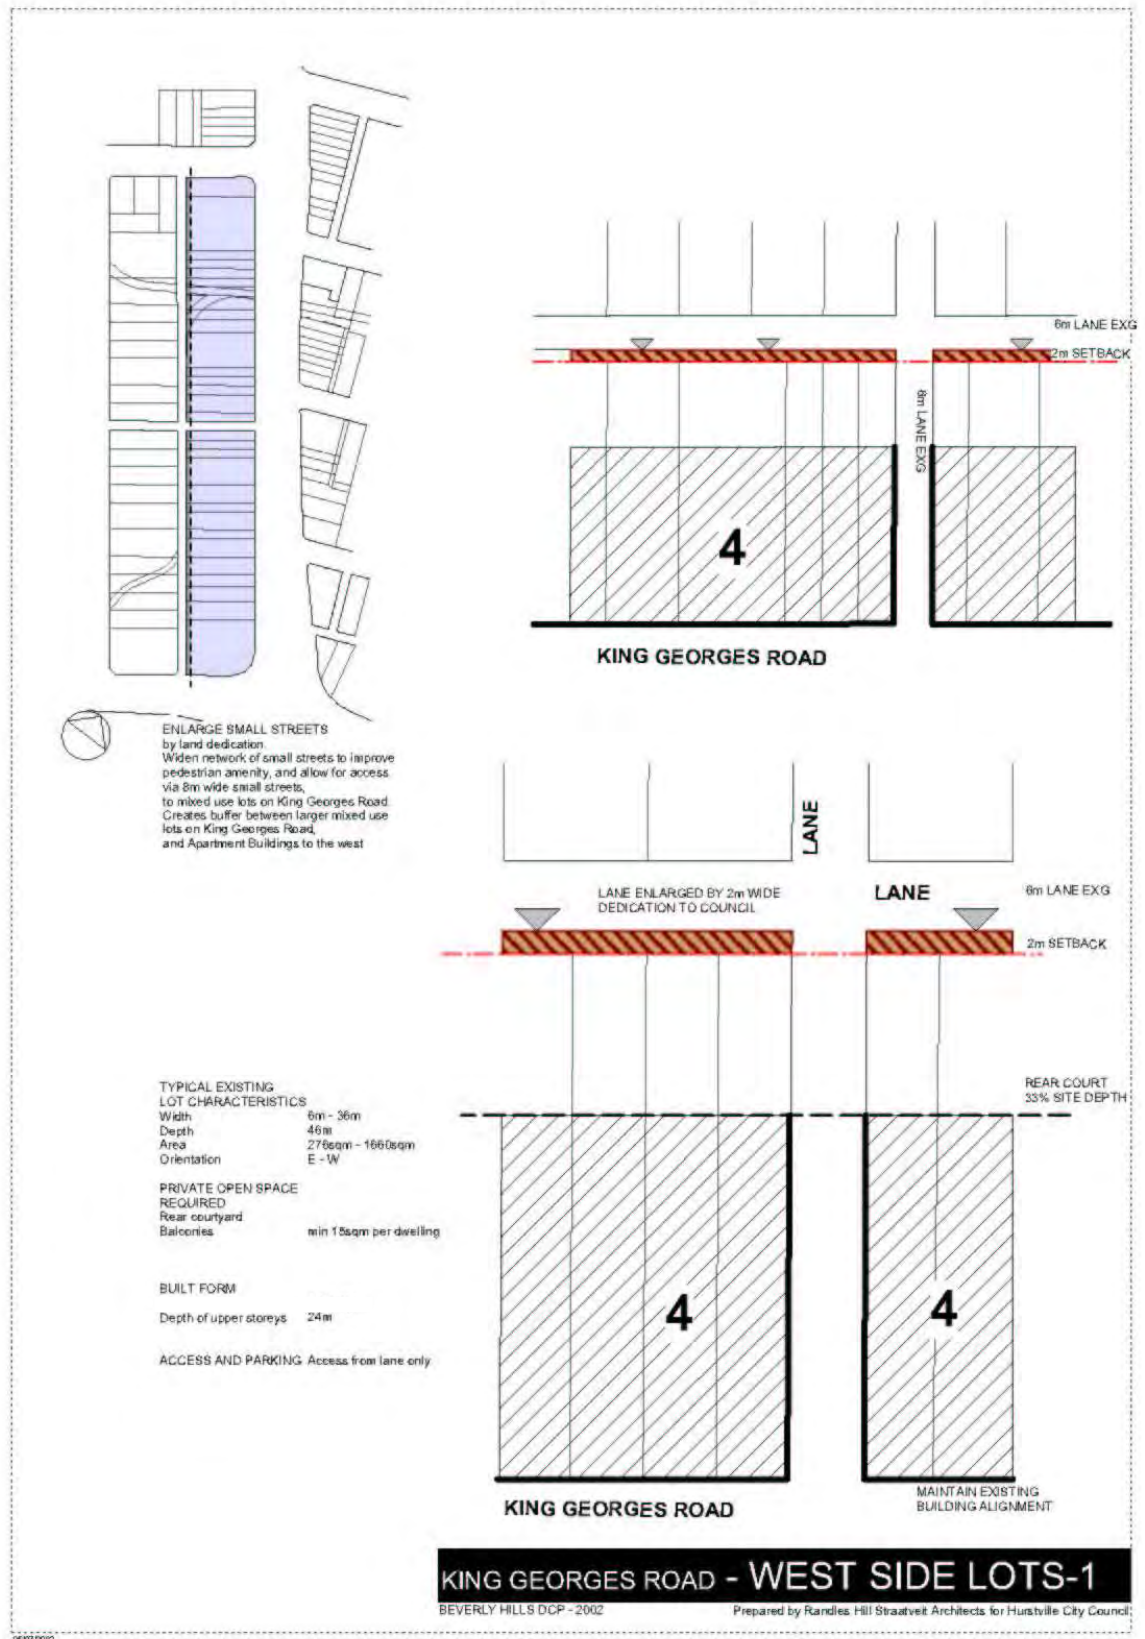 6m LANE EXG
2m SETBACK
8m LANE EXG
4
KING GEORGES ROAD
ENLARGE SMALL STREETS
by land dedication.
Widen network of small streets to improve
pedestrian amenity, and allow for access
via 8m wide small streets,
to mixed use lots on King Georges Road.
Creates buffer between larger mixed use
lots on King Georges Road,
and Apartment Buildings to the west
LANE
LANE ENLARGED BY 2m WIDE
DEDICATION TO COUNCIL
LANE
6m LANE EXG
2m SETBACK
TYPICAL EXISTING
LOT CHARACTERISTICS
Width 6m - 36m
Depth 46m
Area 276sqm - 1660sqm
Orientation E - W
PRIVATE OPEN SPACE
REQUIRED
Rear courtyard
Balconies min 15sqm per dwelling
BUILT FORM
Depth of upper storeys 24m
ACCESS AND PARKING Access from lane only
REAR COURT
33% SITE DEPTH
4
4
KING GEORGES ROAD
MAINTAIN EXISTING
BUILDING ALIGNMENT
KING GEORGES ROAD - WEST SIDE LOTS-1
BEVERLY HILLS DCP - 2002 Prepared by Randles Hill Straatveit Architects for Hurstville City Council